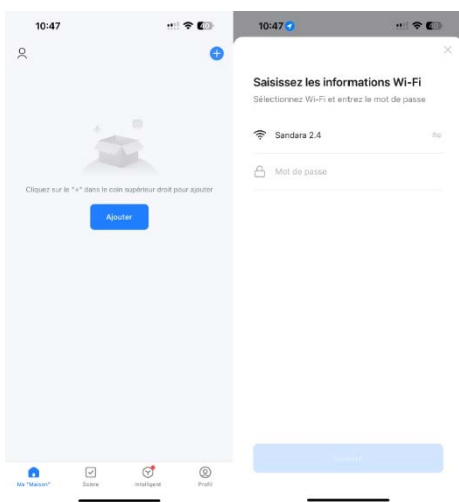 10:47
40
Cliquez sur le "+" dans le coin supérieur droit pour ajouter
Ajouter
Ma "Maison"
Scène
Intelligent
Profil
10:47
40
Saisissez les informations Wi-Fi
Sélectionnez Wi-Fi et entrez le mot de passe
Sandara 2.4
Mot de passe